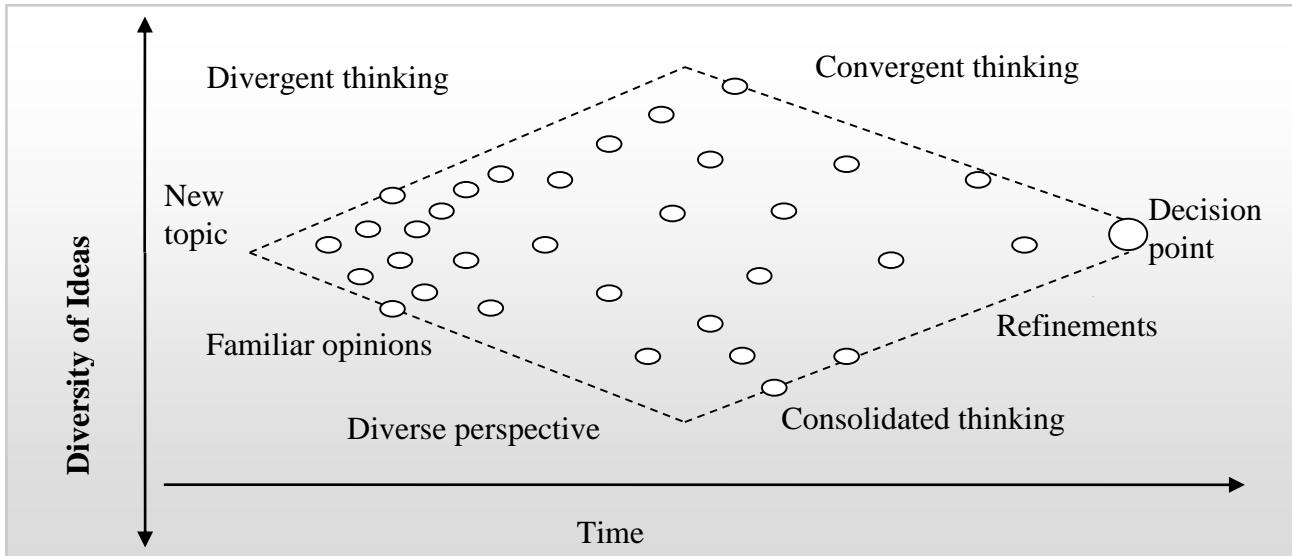 Divergent thinking
Convergent thinking
New
topic
Decision
point
Diversity of Ideas
Familiar opinions
Refinements
Diverse perspective
Consolidated thinking
Time